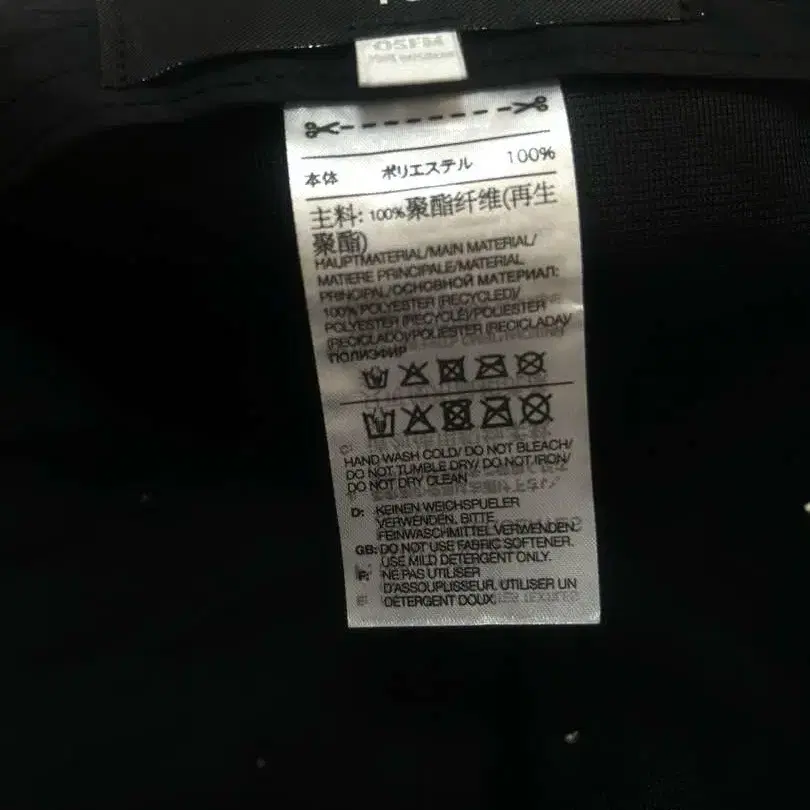 OSFM
本体 ポリエステル 100%
主料: 100%聚酯纤维(再生
聚酯)
HAUPTMATERIAL/MAIN MATERIAL/
MATIERE PRINCIPALE/MATERIAL
PRINCIPAL/ОСНОВНОЙ МАТЕРИАЛ:
100% POLYESTER (RECYCLED)/
POLYESTER (RECYCLÉ)/POLIESTER
(RECICLADO)/POLIESTER (RECICLADA)/
ПОЛИЭФИР
HAND WASH COLD/ DO NOT BLEACH/
DO NOT TUMBLE DRY/ DO NOT IRON/
DO NOT DRY CLEAN
D: KEINEN WEICHSPUELER
VERWENDEN. BITTE
FEINWASCHMITTEL VERWENDEN.
GB: DO NOT USE FABRIC SOFTENER.
USE MILD DETERGENT ONLY.
F: NE PAS UTILISER
D'ASSOUPLISSEUR. UTILISER UN
DÉTERGENT DOUX.